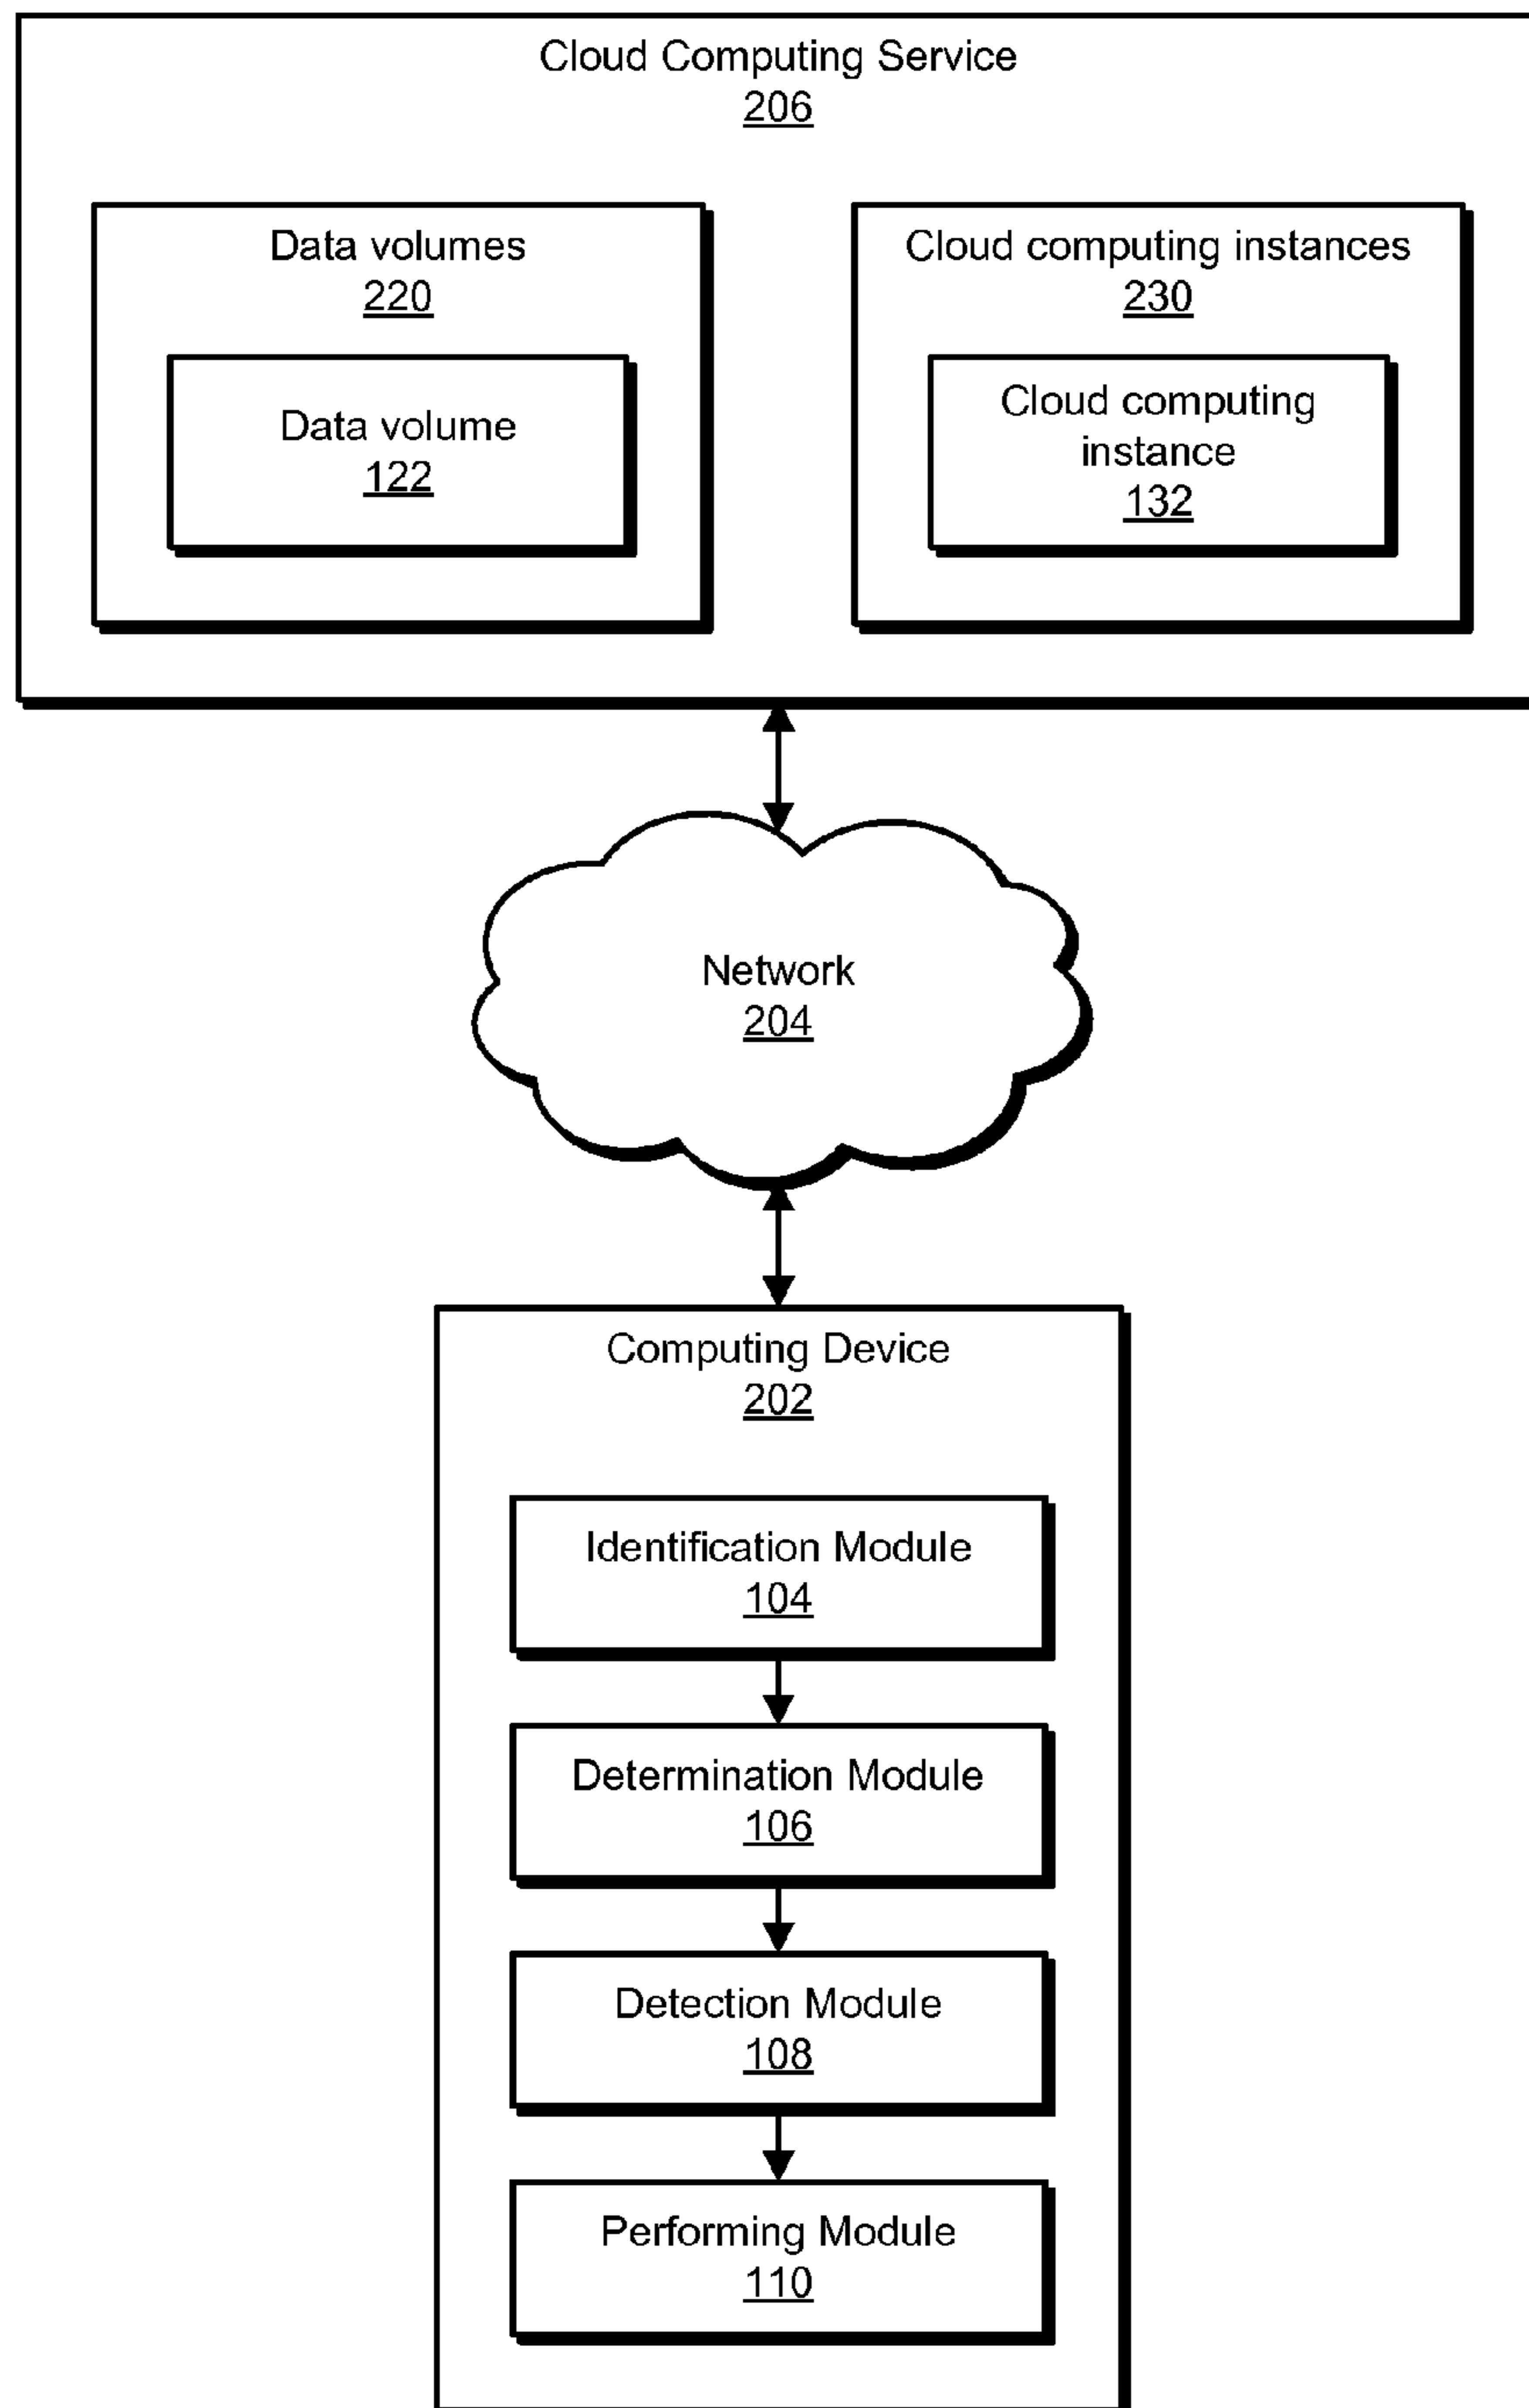 Cloud Computing Service
206
Data volumes
220
Data volume
122
Cloud computing instances
230
Cloud computing
instance
132
Network
204
Computing Device
202
Identification Module
104
Determination Module
106
Detection Module
108
Performing Module
110